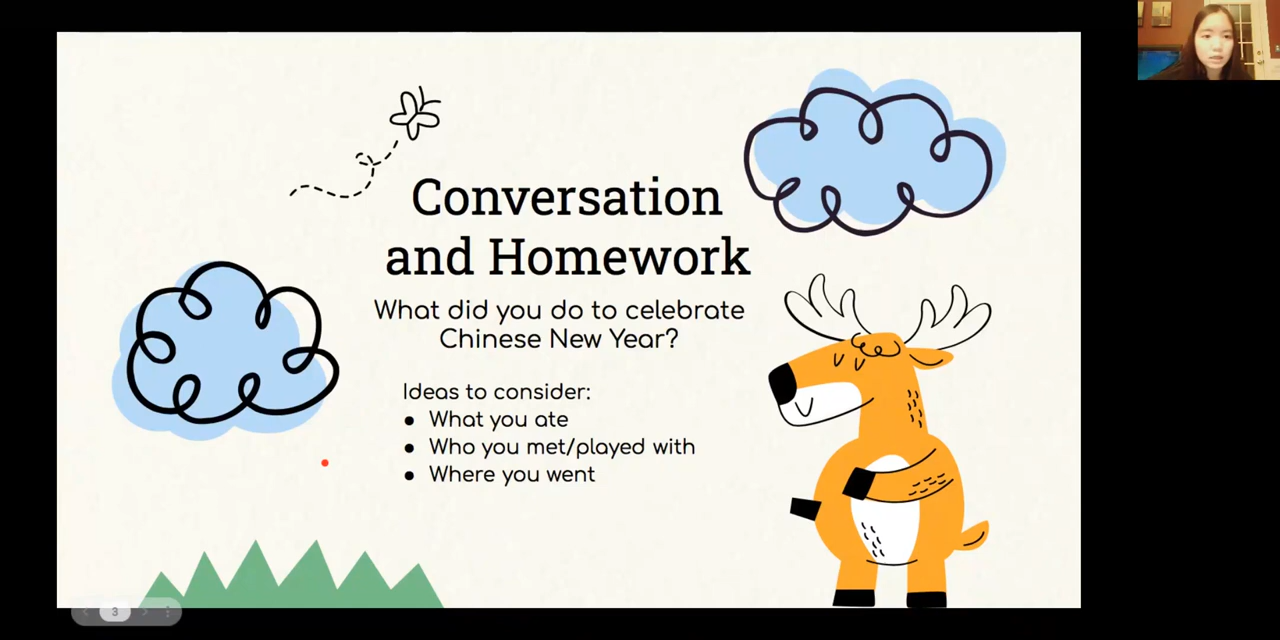 Conversation
and Homework
What did you do to celebrate
Chinese New Year?
Ideas to consider:
● What you ate
● Who you met/played with
● Where you went
3